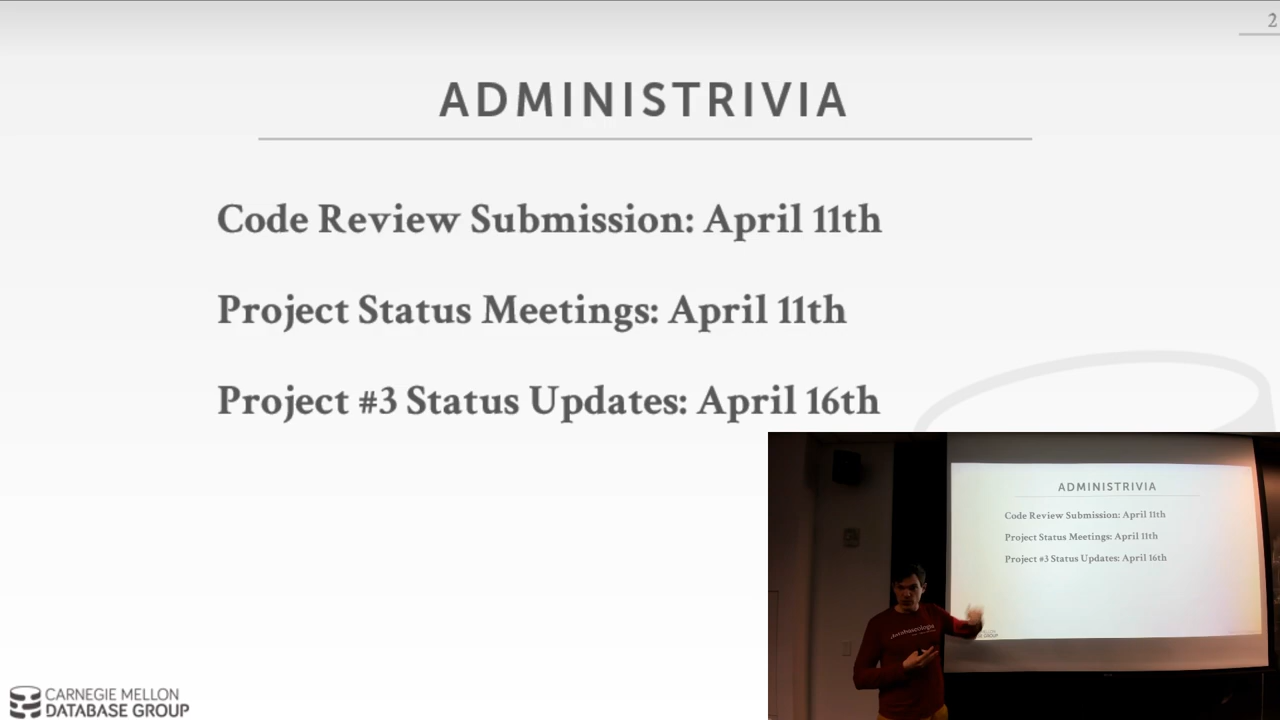 2
ADMINISTRIVIA
Code Review Submission: April 11th
Project Status Meetings: April 11th
Project #3 Status Updates: April 16th
ADMINISTRIVIA
Code Review Submission: April 11th
Project Status Meetings: April 11th
Project #3 Status Updates: April 16th
GROUP
CARNEGIE MELLON
DATABASE GROUP